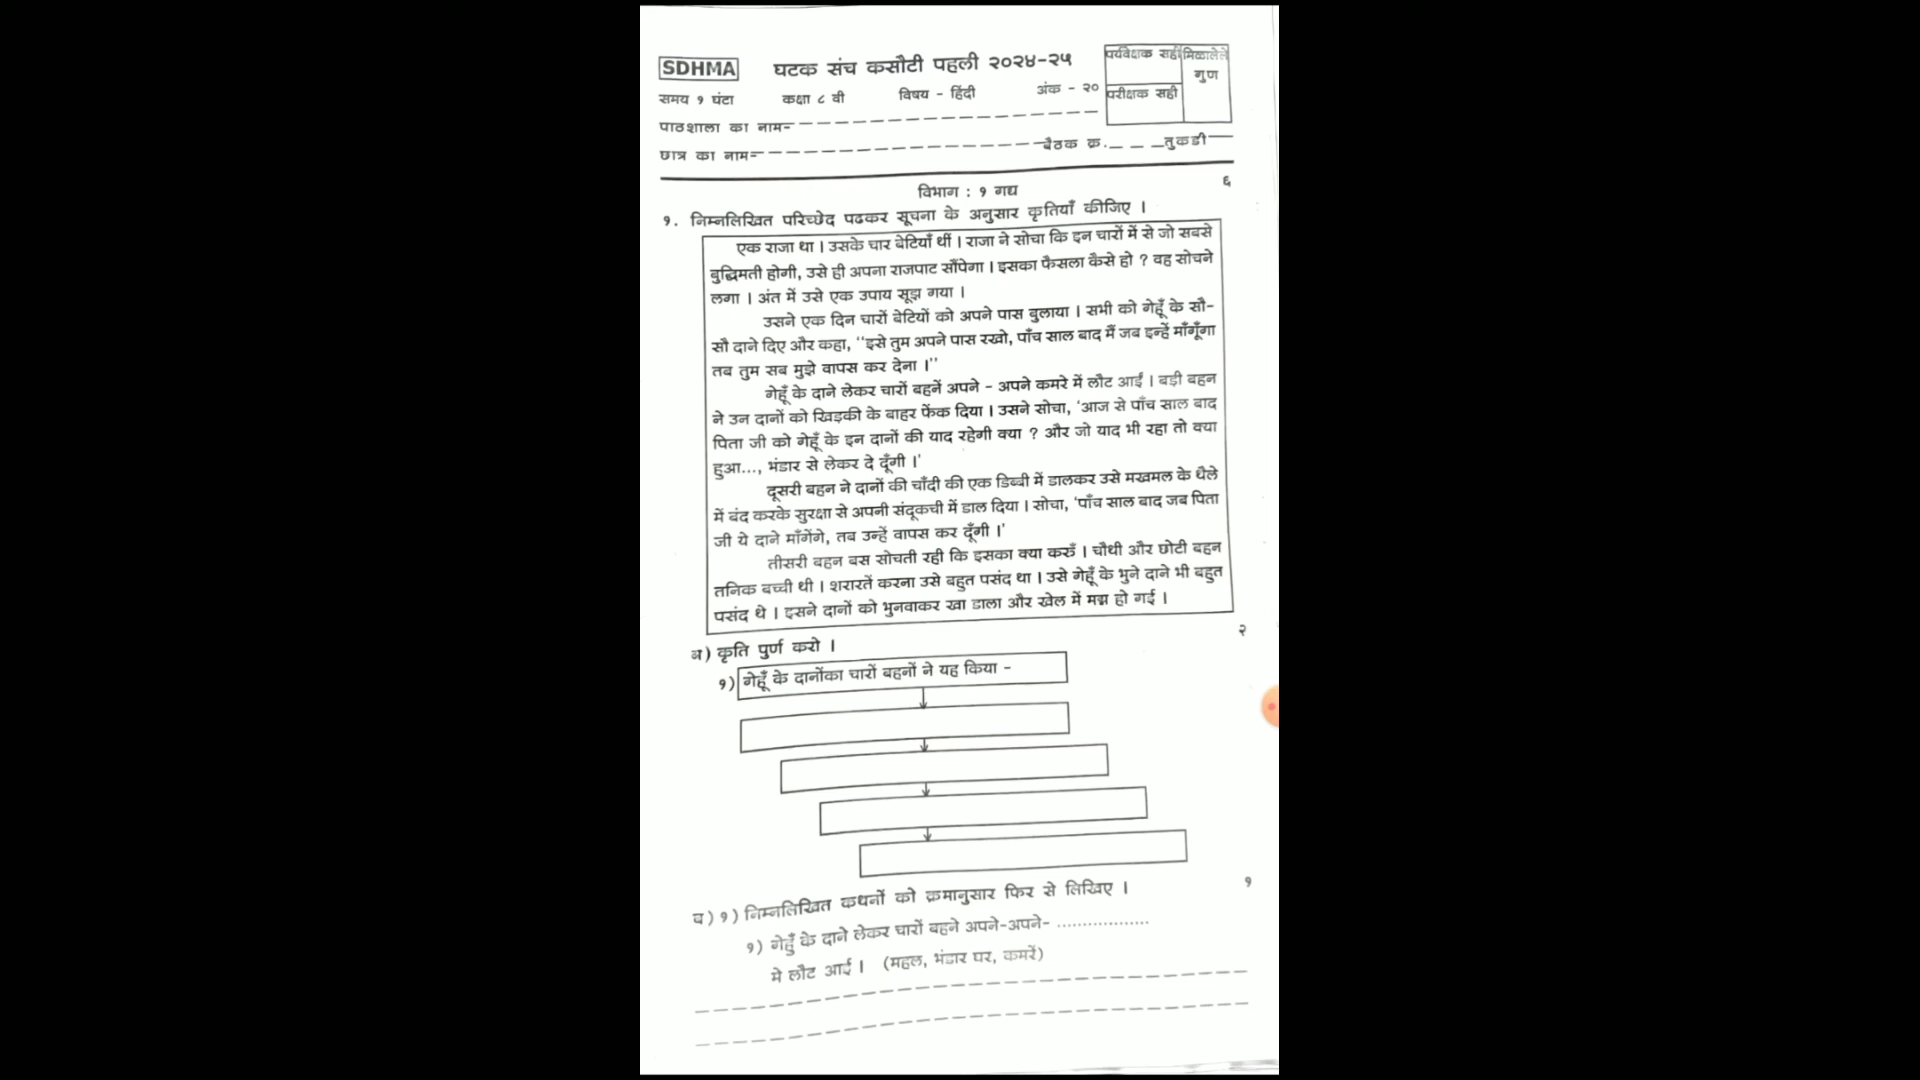 SDHMA
घटक संच कसौटी पहली २०२४-२५
पर्यवेक्षक सही
मिळालेले गुण
परीक्षक सही
समय १ घंटा कक्षा ८ वी विषय - हिंदी अंक - २०
पाठशाला का नाम-
छात्र का नाम- बैठक क्र. तुकडी
विभाग : १ गद्य ६
१. निम्नलिखित परिच्छेद पढकर सूचना के अनुसार कृतियाँ कीजिए ।
एक राजा था । उसके चार बेटियाँ थीं । राजा ने सोचा कि इन चारों में से जो सबसे
बुद्धिमती होगी, उसे ही अपना राजपाट सौंपेगा । इसका फैसला कैसे हो ? वह सोचने
लगा । अंत में उसे एक उपाय सूझ गया ।
उसने एक दिन चारों बेटियों को अपने पास बुलाया । सभी को गेहूँ के सौ-
सौ दाने दिए और कहा, ‘‘इसे तुम अपने पास रखो, पाँच साल बाद मैं जब इन्हें माँगूँगा
तब तुम सब मुझे वापस कर देना ।’’
गेहूँ के दाने लेकर चारों बहनें अपने - अपने कमरे में लौट आईं । बड़ी बहन
ने उन दानों को खिड़की के बाहर फेंक दिया । उसने सोचा, ‘आज से पाँच साल बाद
पिता जी को गेहूँ के इन दानों की याद रहेगी क्या ? और जो याद भी रहा तो क्या
हुआ..., भंडार से लेकर दे दूँगी ।’
दूसरी बहन ने दानों की चाँदी की एक डिब्बी में डालकर उसे मखमल के थैले
में बंद करके सुरक्षा से अपनी संदूकची में डाल दिया । सोचा, ‘पाँच साल बाद जब पिता
जी ये दाने माँगेंगे, तब उन्हें वापस कर दूँगी ।’
तीसरी बहन बस सोचती रही कि इसका क्या करुँ । चौथी और छोटी बहन
तनिक बच्ची थी । शरारतें करना उसे बहुत पसंद था । उसे गेहूँ के भुने दाने भी बहुत
पसंद थे । इसने दानों को भुनवाकर खा डाला और खेल में मग्न हो गई ।
अ) कृति पुर्ण करो । २
१) गेहूँ के दानोंका चारों बहनों ने यह किया -
ब) १) निम्नलिखित कथनों को क्रमानुसार फिर से लिखिए । १
१) गेहुँ के दाने लेकर चारों बहने अपने-अपने- ..................
मे लौट आई । (महल, भंडार घर, कमरें)